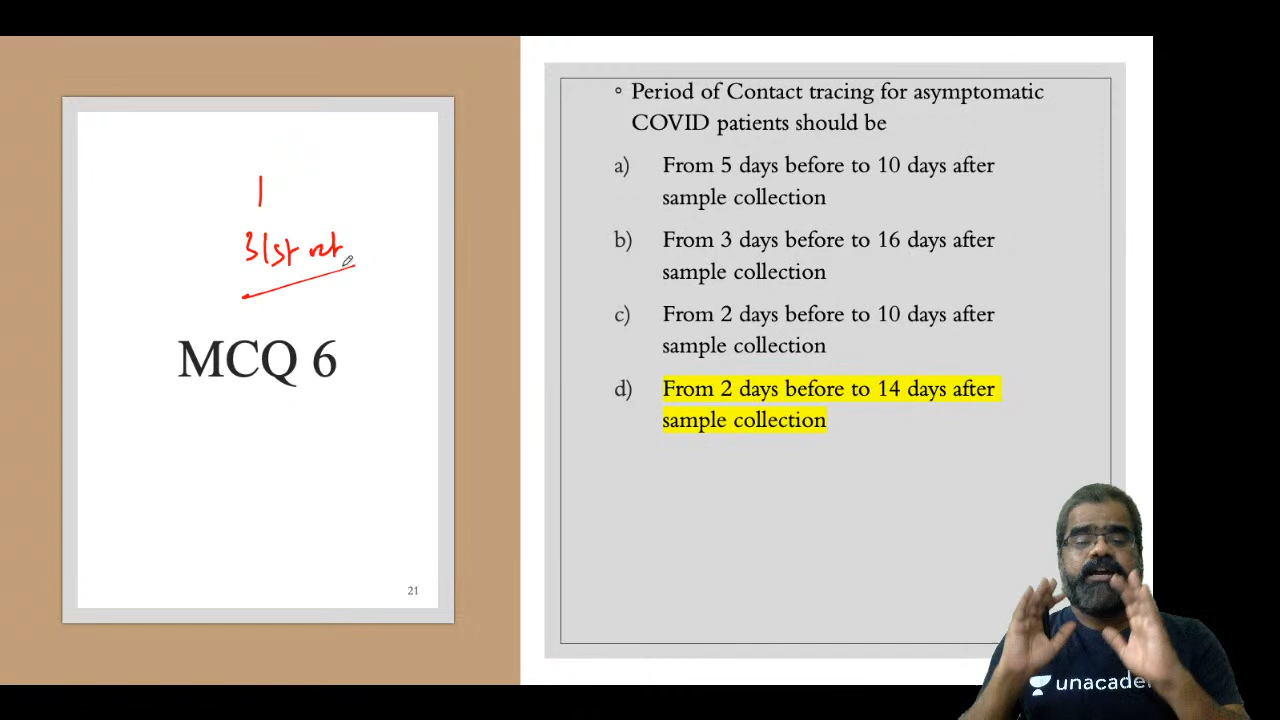 1
31st
MCQ 6
21
Period of Contact tracing for asymptomatic
COVID patients should be
a) From 5 days before to 10 days after
sample collection
b) From 3 days before to 16 days after
sample collection
c) From 2 days before to 10 days after
sample collection
d) From 2 days before to 14 days after
sample collection
unacade